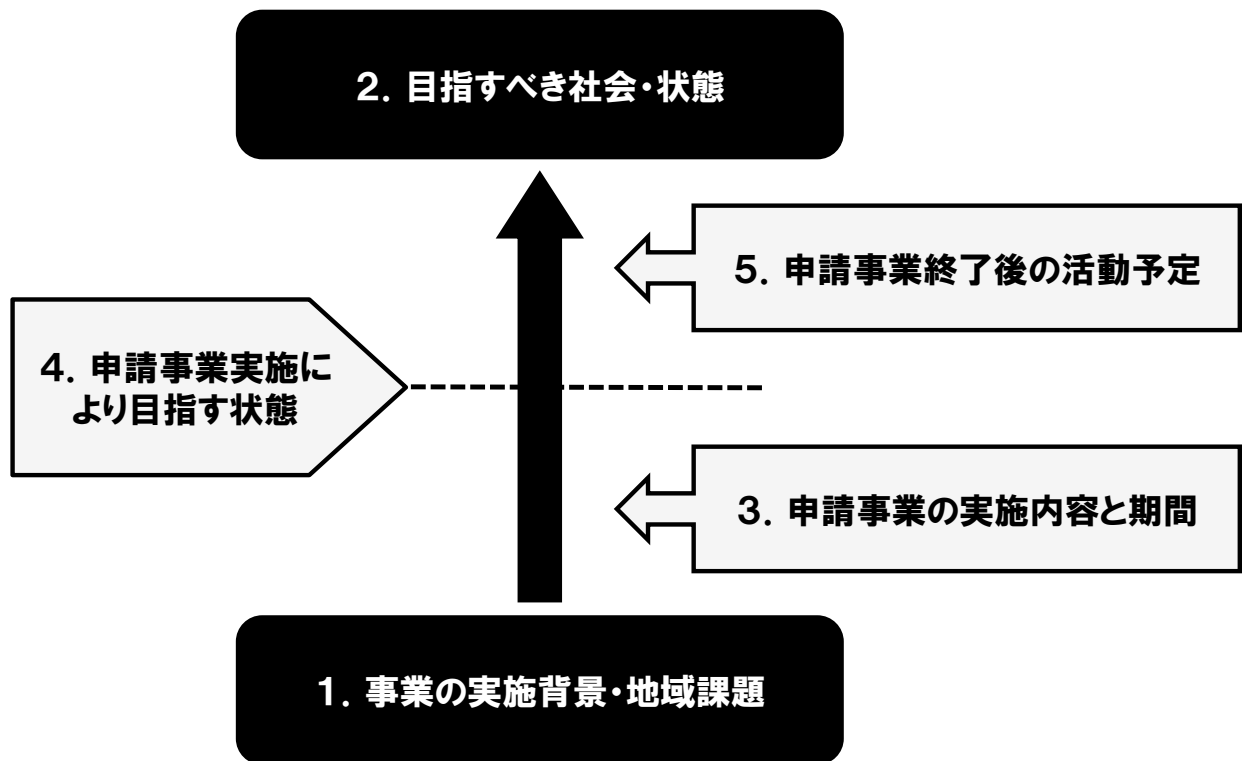 2. 目指すべき社会・状態
5. 申請事業終了後の活動予定
4. 申請事業実施に
より目指す状態
3. 申請事業の実施内容と期間
1. 事業の実施背景・地域課題